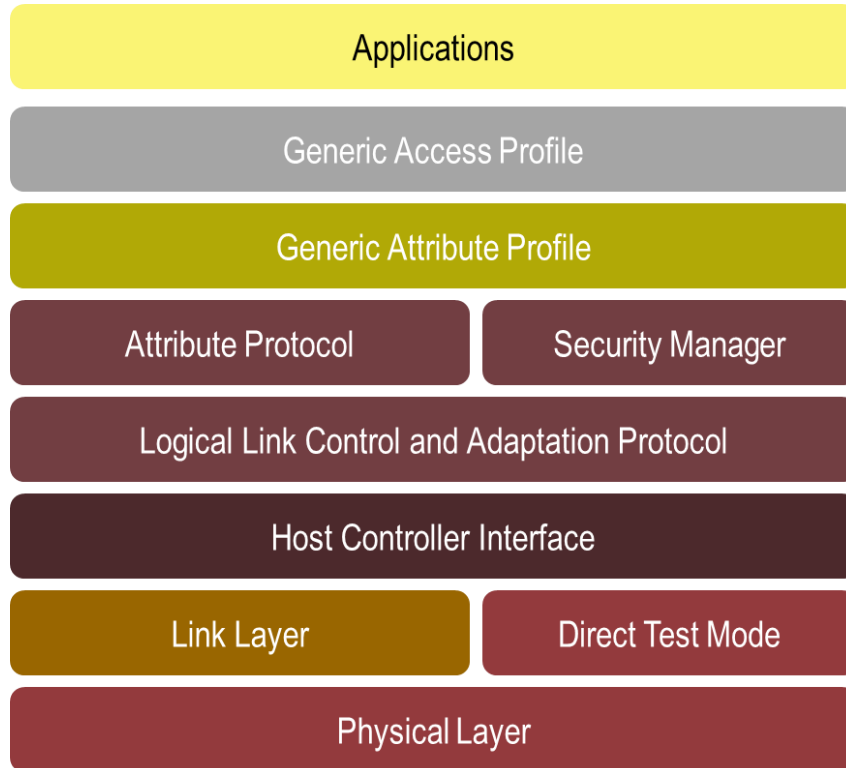 Applications
Generic Access Profile
Generic Attribute Profile
Attribute Protocol
Security Manager
Logical Link Control and Adaptation Protocol
Host Controller Interface
Link Layer
Direct Test Mode
Physical Layer